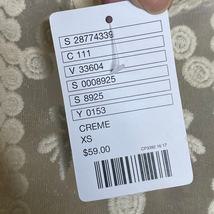 S 28774339
C 111
V 33604
S 0008925
S 8925
Y 0153
CREME
XS
$59.00